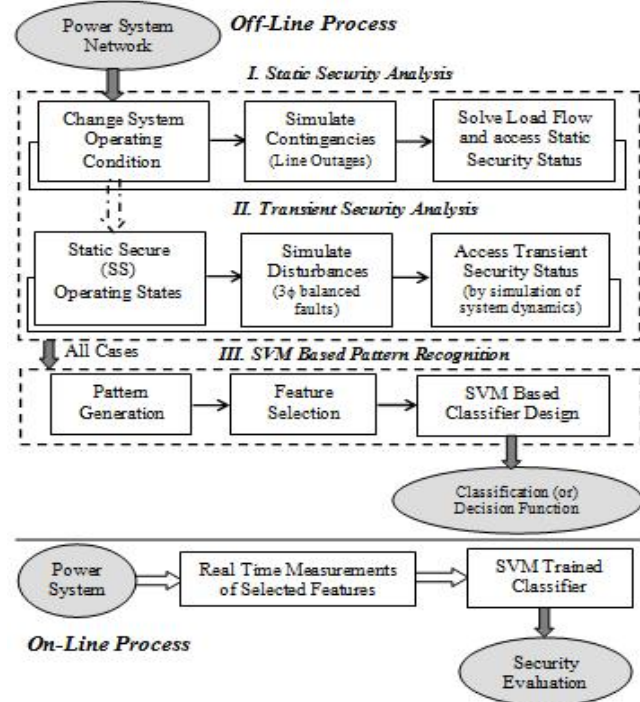 Power System
Network
Off-Line Process
I. Static Security Analysis
Change System
Operating
Condition
Simulate
Contingencies
(Line Outages)
Solve Load Flow
and access Static
Security Status
II. Transient Security Analysis
Static Secure
(SS)
Operating States
Simulate
Disturbances
(3ϕ balanced
faults)
Access Transient
Security Status
(by simulation of
system dynamics)
All Cases
III. SVM Based Pattern Recognition
Pattern
Generation
Feature
Selection
SVM Based
Classifier Design
Classification (or)
Decision Function
Power
System
Real Time Measurements
of Selected Features
SVM Trained
Classifier
On-Line Process
Security
Evaluation